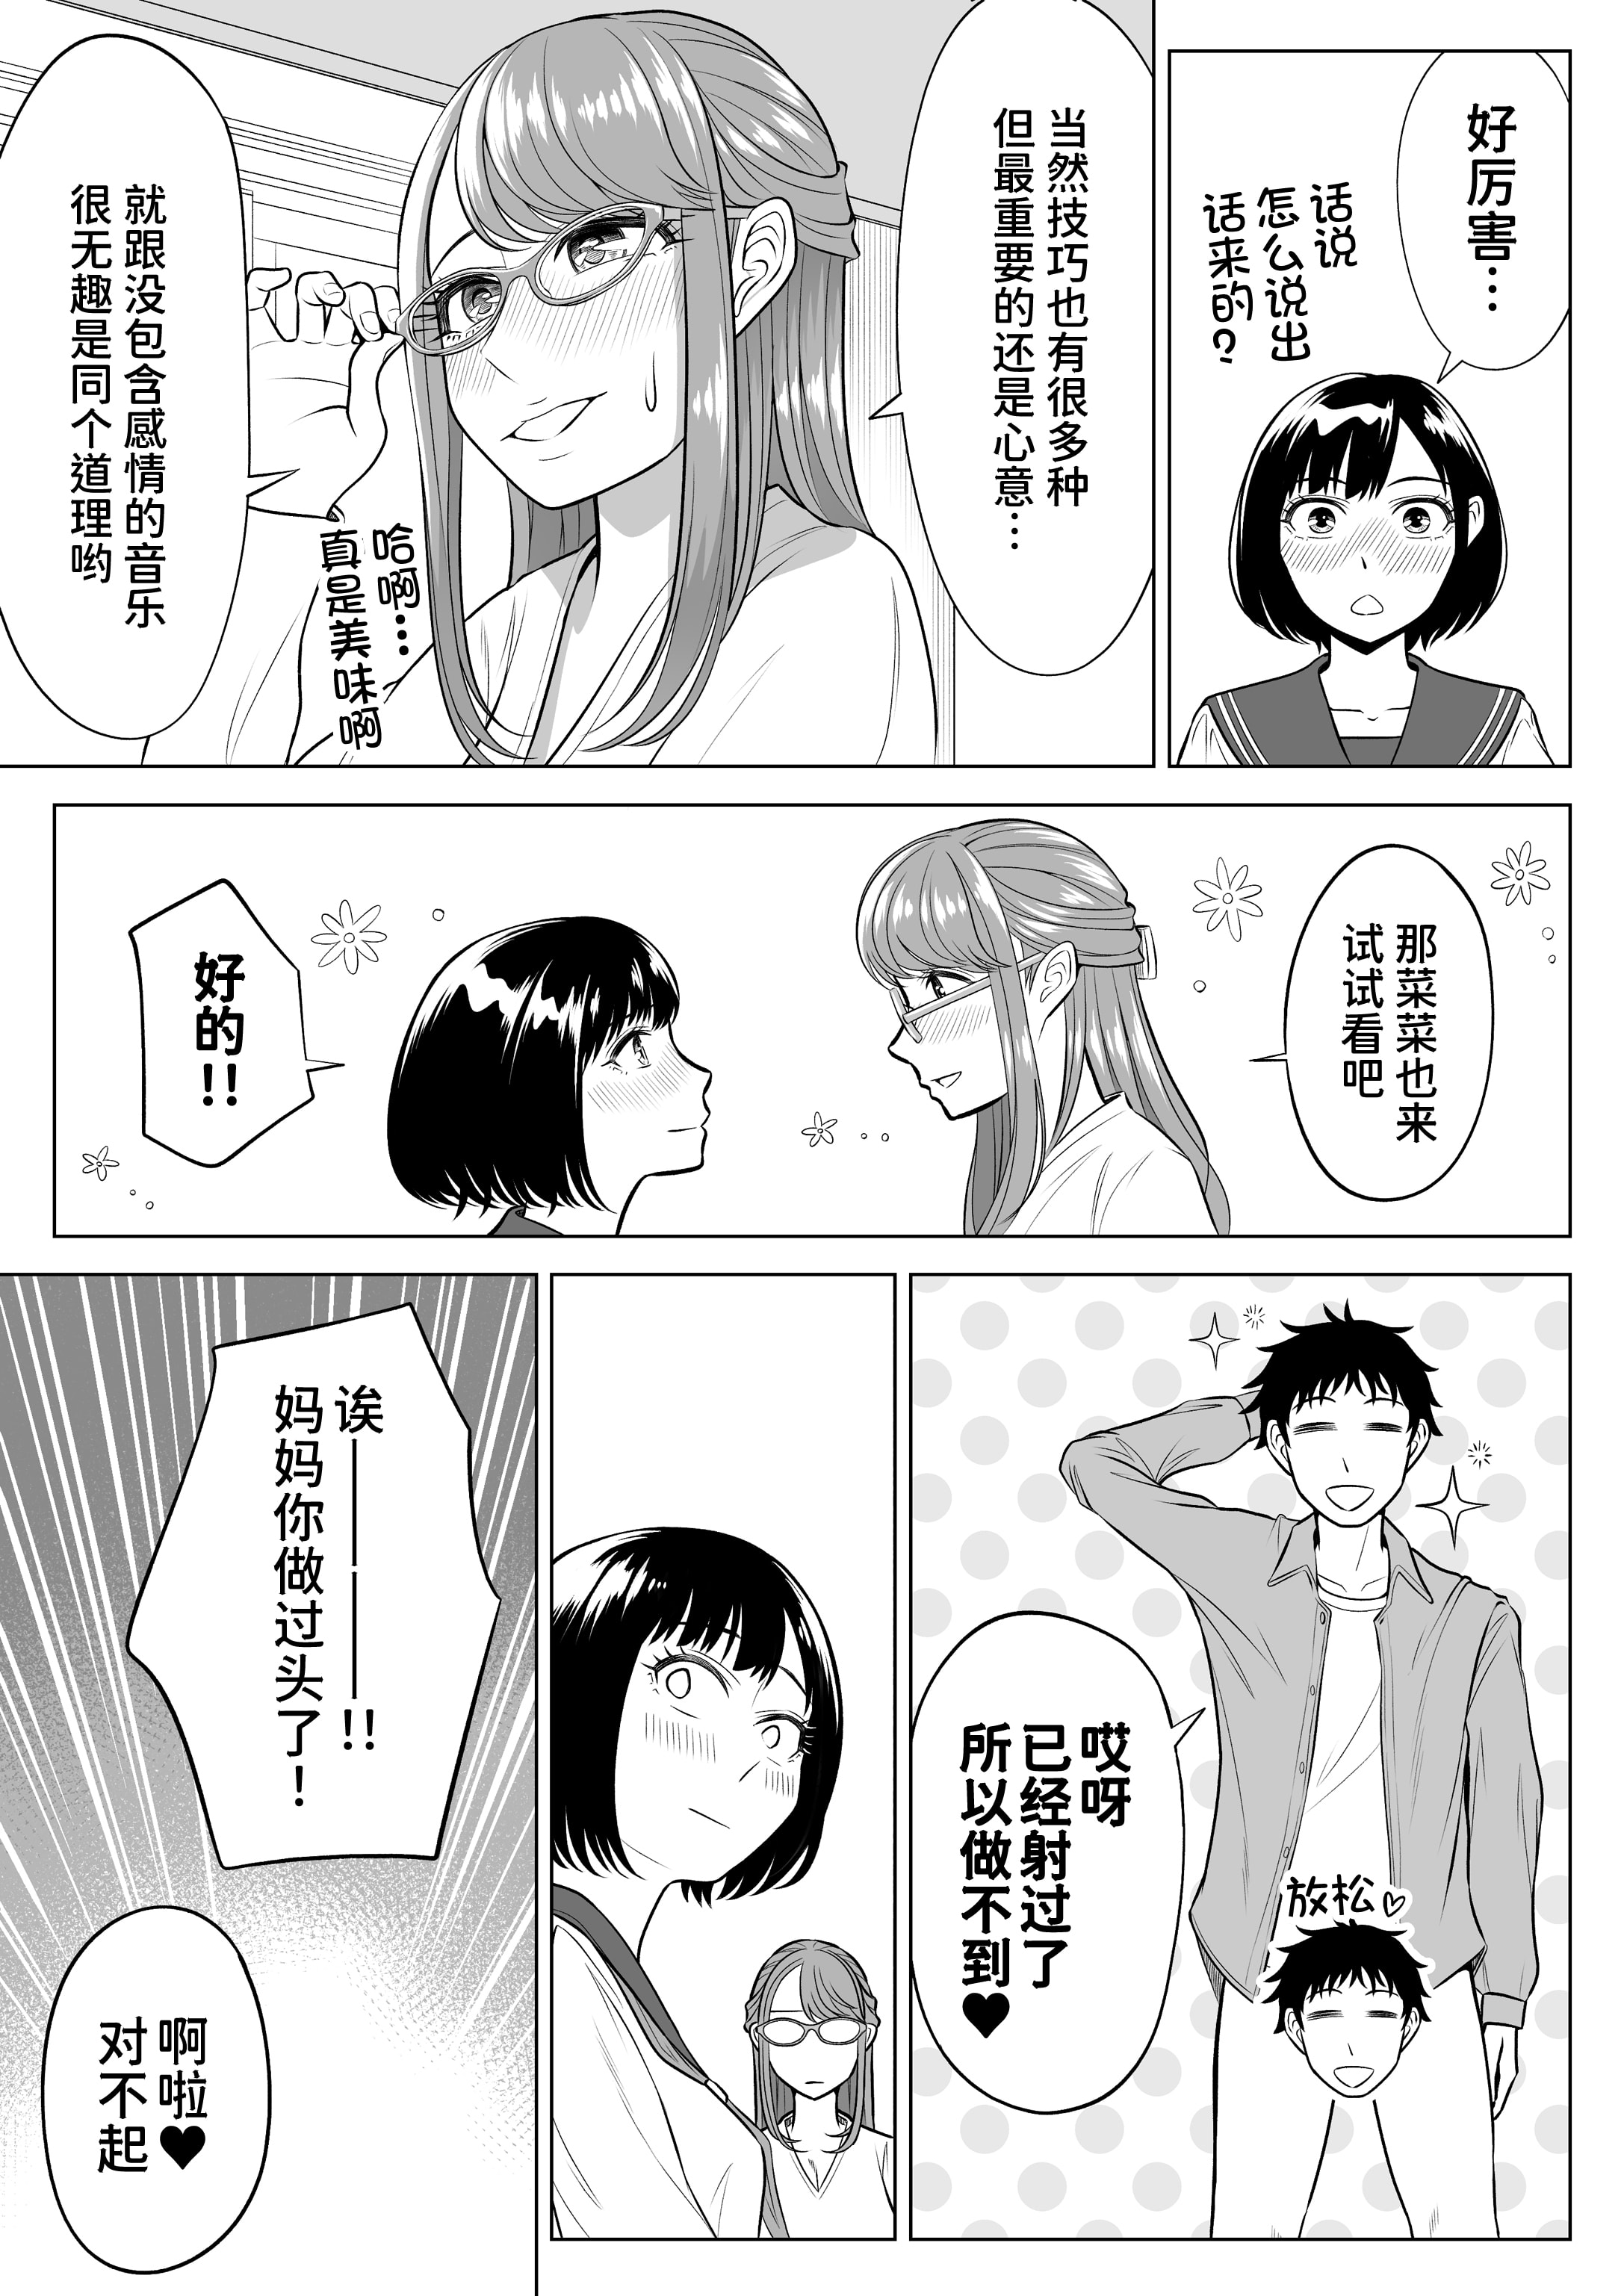 好厉害…
话说
怎么说出
话来的？
当然技巧也有很多种
但最重要的还是心意…
就跟没包含感情的音乐
很无趣是同个道理哟
哈啊…
真是美味啊
那菜菜也来
试试看吧
好的!!
哎呀
已经射过了
所以做不到♥
放松♡
诶————!!
妈妈你做过头了！
啊啦♥
对不起